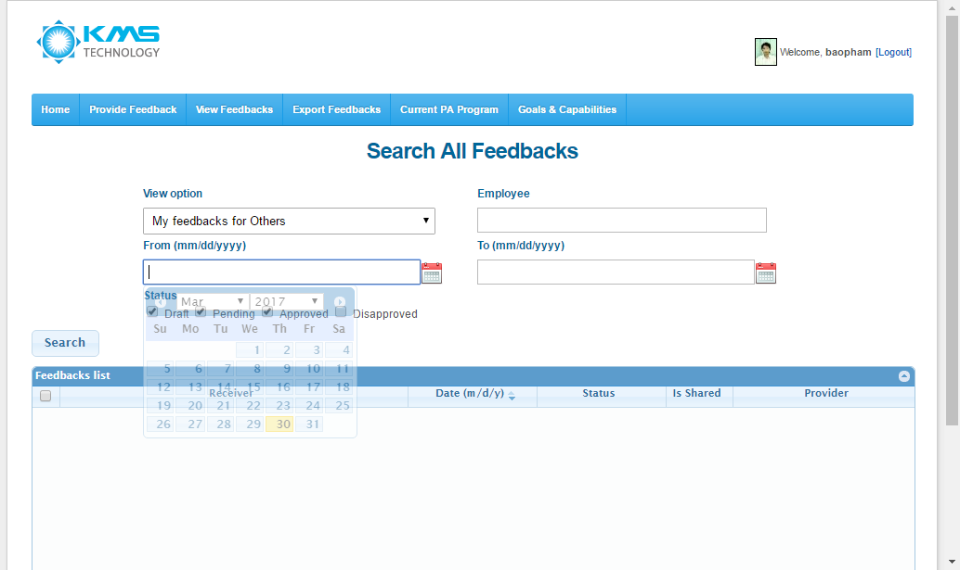 KMS
TECHNOLOGY
Welcome, baopham [Logout]
Home Provide Feedback View Feedbacks Export Feedbacks Current PA Program Goals & Capabilities
Search All Feedbacks
View option Employee
My feedbacks for Others
From (mm/dd/yyyy) To (mm/dd/yyyy)
Status
Mar 2017
Draft Pending Approved Disapproved
Su Mo Tu We Th Fr Sa
1 2 3 4
Search
5 6 7 8 9 10 11
Feedbacks list
12 13 14 15 16 17 18
Receiver Date (m/d/y) Status Is Shared Provider
19 20 21 22 23 24 25
26 27 28 29 30 31